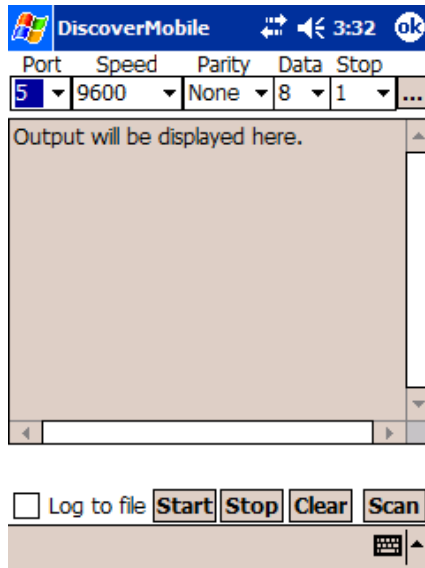 DiscoverMobile 3:32 ok
Port Speed Parity Data Stop
5 9600 None 8 1 ...
Output will be displayed here.
Log to file Start Stop Clear Scan